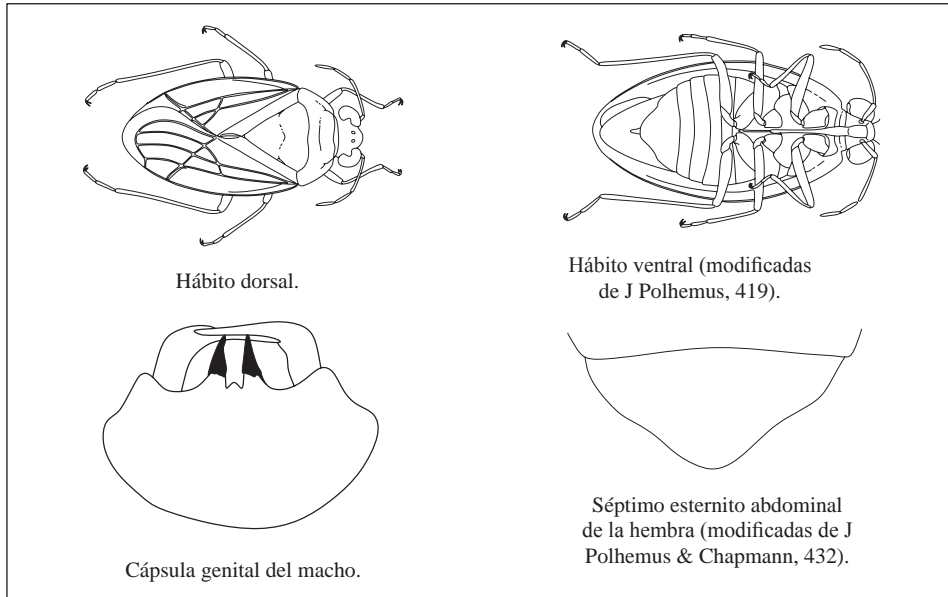 Hábito dorsal.
Hábito ventral (modificadas
de J Polhemus, 419).
Cápsula genital del macho.
Séptimo esternito abdominal
de la hembra (modificadas de J
Polhemus & Chapmann, 432).